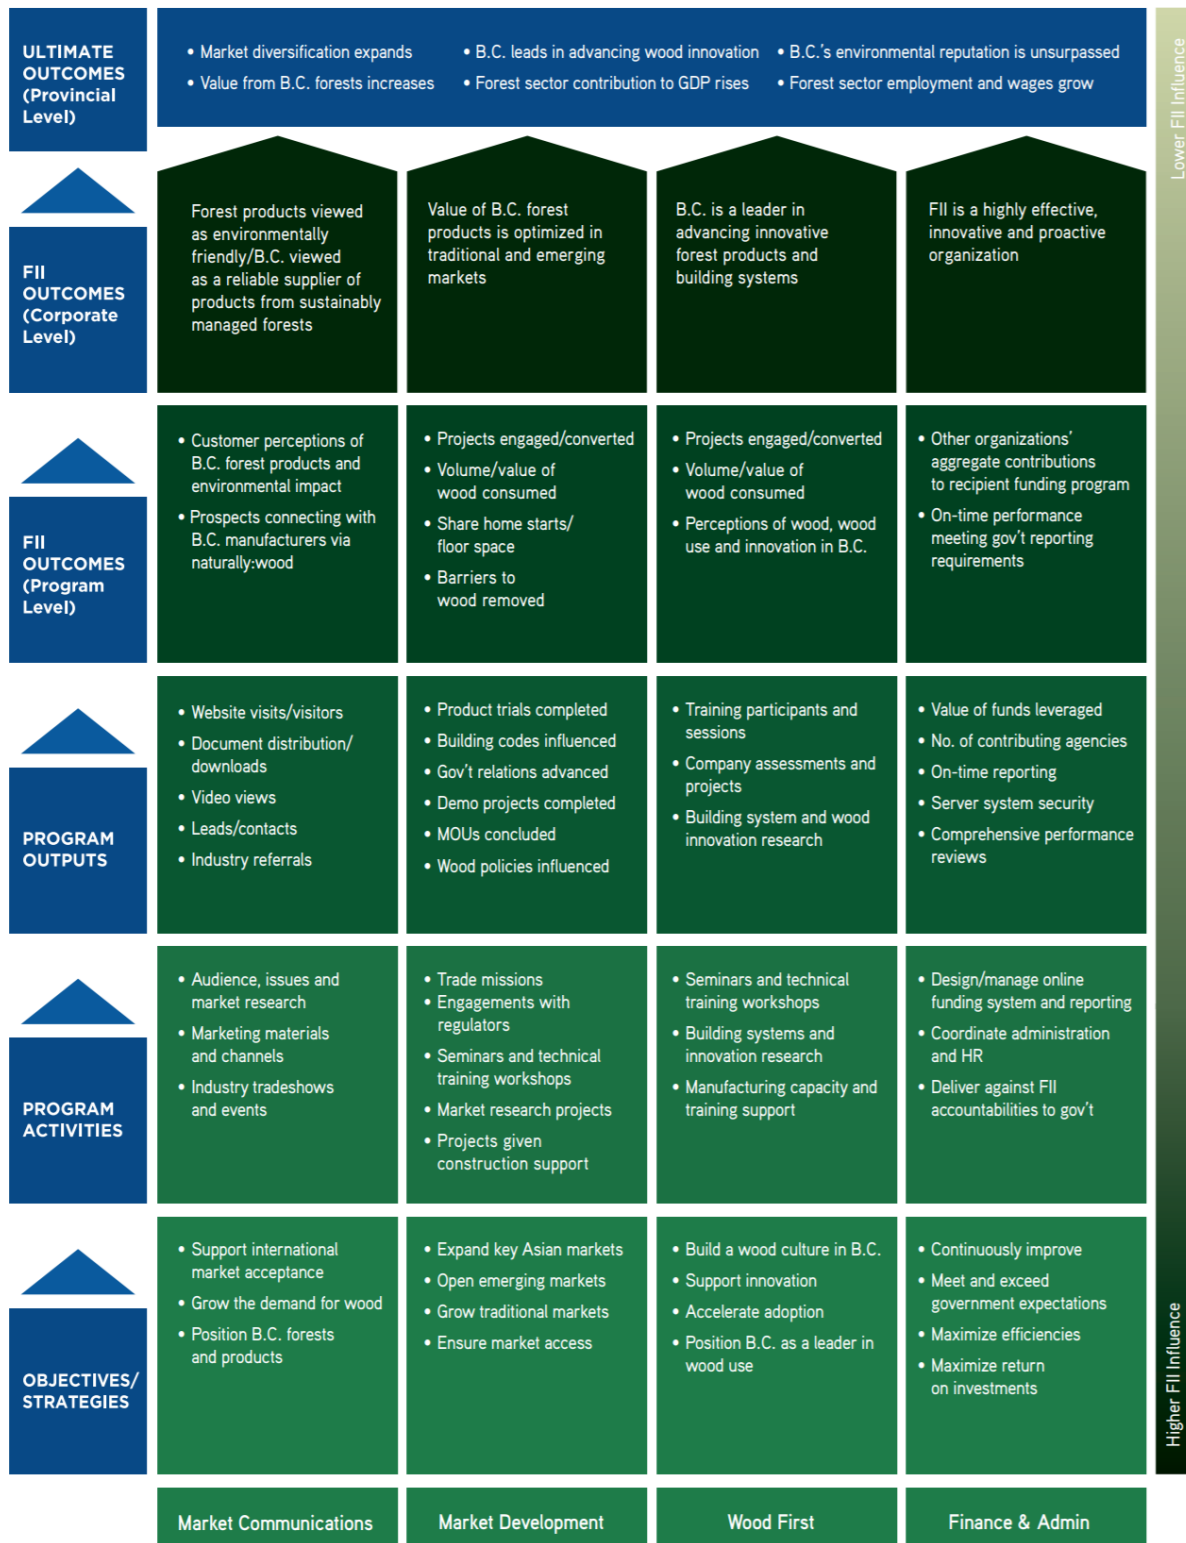 ULTIMATE
OUTCOMES
(Provincial
Level)
• Market diversification expands
• B.C. leads in advancing wood innovation
• B.C.'s environmental reputation is unsurpassed
• Value from B.C. forests increases
• Forest sector contribution to GDP rises
• Forest sector employment and wages grow
Lower FII Influence
FII
OUTCOMES
(Corporate
Level)
Forest products viewed
as environmentally
friendly/B.C. viewed
as a reliable supplier of
products from sustainably
managed forests
Value of B.C. forest
products is optimized in
traditional and emerging
markets
B.C. is a leader in
advancing innovative
forest products and
building systems
FII is a highly effective,
innovative and proactive
organization
FII
OUTCOMES
(Program
Level)
• Customer perceptions of
B.C. forest products and
environmental impact
• Prospects connecting with
B.C. manufacturers via
naturally:wood
• Projects engaged/converted
• Volume/value of
wood consumed
• Share home starts/
floor space
• Barriers to
wood removed
• Projects engaged/converted
• Volume/value of
wood consumed
• Perceptions of wood, wood
use and innovation in B.C.
• Other organizations'
aggregate contributions
to recipient funding program
• On-time performance
meeting gov't reporting
requirements
PROGRAM
OUTPUTS
• Website visits/visitors
• Document distribution/
downloads
• Video views
• Leads/contacts
• Industry referrals
• Product trials completed
• Building codes influenced
• Gov't relations advanced
• Demo projects completed
• MOUs concluded
• Wood policies influenced
• Training participants and
sessions
• Company assessments and
projects
• Building system and wood
innovation research
• Value of funds leveraged
• No. of contributing agencies
• On-time reporting
• Server system security
• Comprehensive performance
reviews
PROGRAM
ACTIVITIES
• Audience, issues and
market research
• Marketing materials
and channels
• Industry tradeshows
and events
• Trade missions
• Engagements with
regulators
• Seminars and technical
training workshops
• Market research projects
• Projects given
construction support
• Seminars and technical
training workshops
• Building systems and
innovation research
• Manufacturing capacity and
training support
• Design/manage online
funding system and reporting
• Coordinate administration
and HR
• Deliver against FII
accountabilities to gov't
OBJECTIVES/
STRATEGIES
• Support international
market acceptance
• Grow the demand for wood
• Position B.C. forests
and products
• Expand key Asian markets
• Open emerging markets
• Grow traditional markets
• Ensure market access
• Build a wood culture in B.C.
• Support innovation
• Accelerate adoption
• Position B.C. as a leader in
wood use
• Continuously improve
• Meet and exceed
government expectations
• Maximize efficiencies
• Maximize return
on investments
Higher FII Influence
Market Communications
Market Development
Wood First
Finance & Admin